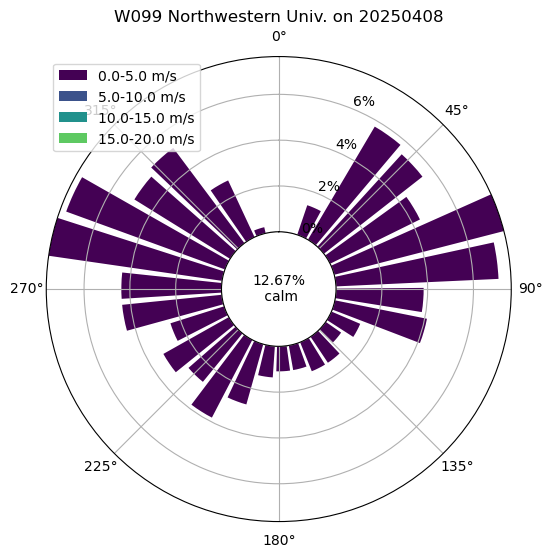 W099 Northwestern Univ. on 20250408
0°
0.0-5.0 m/s
5.0-10.0 m/s
10.0-15.0 m/s
15.0-20.0 m/s
315°
45°
6%
4%
2%
0%
12.67%
calm
270°
90°
225°
135°
180°